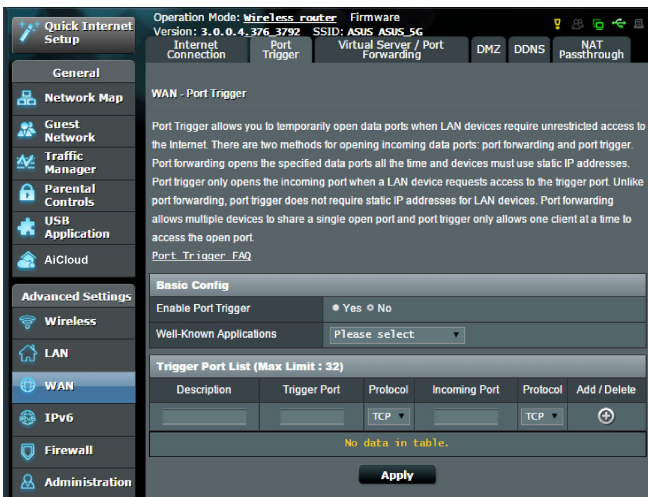 Quick Internet
Setup
General
Network Map
Guest
Network
Traffic
Manager
Parental
Controls
USB
Application
AiCloud
Advanced Settings
Wireless
LAN
WAN
IPv6
Firewall
Administration
Operation Mode: Wireless router Firmware
Version: 3.0.0.4.376_3792 SSID: ASUS ASUS_5G
Internet
Connection
Port
Trigger
Virtual Server / Port
Forwarding
DMZ
DDNS
NAT
Passthrough
WAN - Port Trigger
Port Trigger allows you to temporarily open data ports when LAN devices require unrestricted access to
the Internet. There are two methods for opening incoming data ports: port forwarding and port trigger.
Port forwarding opens the specified data ports all the time and devices must use static IP addresses.
Port trigger only opens the incoming port when a LAN device requests access to the trigger port. Unlike
port forwarding, port trigger does not require static IP addresses for LAN devices. Port forwarding
allows multiple devices to share a single open port and port trigger only allows one client at a time to
access the open port.
Port Trigger FAQ
Basic Config
Enable Port Trigger Yes No
Well-Known Applications Please select
Trigger Port List (Max Limit : 32)
Description Trigger Port Protocol Incoming Port Protocol Add / Delete
TCP TCP
No data in table.
Apply